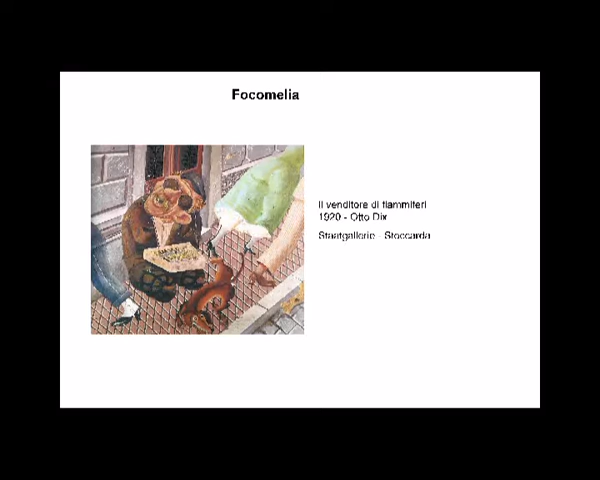 Focomelia
Il venditore di fiammiferi
1920 - Otto Dix
Staatgallerie - Stoccarda